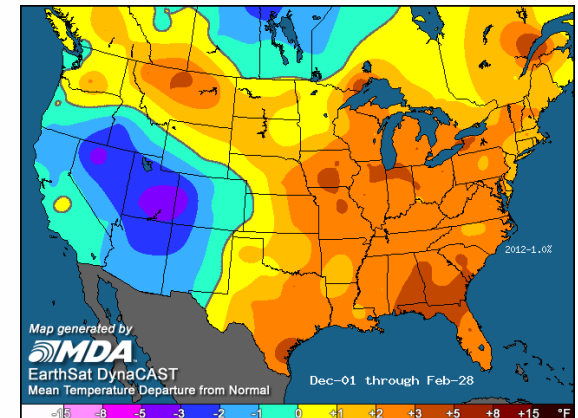 2012-1.0%
Map generated by
MDA
EarthSat DynaCAST
Mean Temperature Departure from Normal
Dec-01 through Feb-28
-15 -8 -5 -3 -2 -1 0 +1 +2 +3 +5 +8 +15 °F